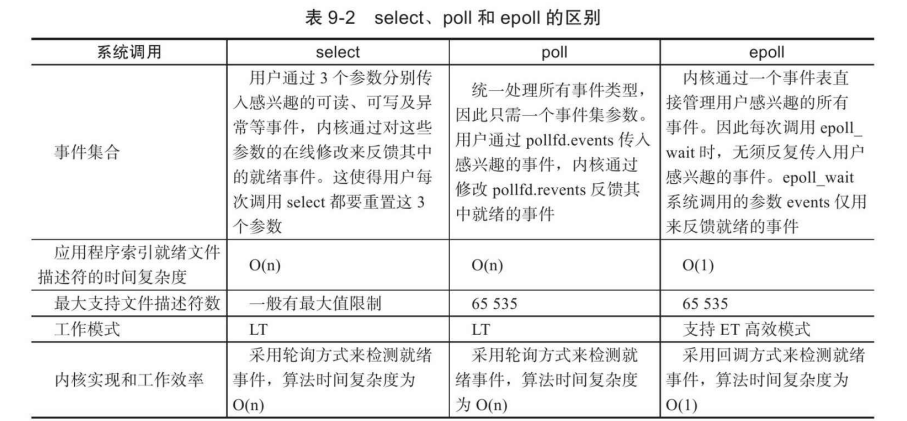 表 9-2 select、poll 和 epoll 的区别
系统调用 select poll epoll
事件集合
用户通过 3 个参数分别传
入感兴趣的可读、可写及异
常等事件，内核通过对这些
参数的在线修改来反馈其中
的就绪事件。这使得用户每
次调用 select 都要重置这 3
个参数
统一处理所有事件类型，
因此只需一个事件集参数。
用户通过 pollfd.events 传入
感兴趣的事件，内核通过
修改 pollfd.revents 反馈其
中就绪的事件
内核通过一个事件表直
接管理用户感兴趣的所有
事件。因此每次调用 epoll_
wait 时，无须反复传入用户
感兴趣的事件。epoll_wait
系统调用的参数 events 仅用
来反馈就绪的事件
应用程序索引就绪文件
描述符的时间复杂度
O(n) O(n) O(1)
最大支持文件描述符数 一般有最大值限制 65 535 65 535
工作模式 LT LT 支持 ET 高效模式
内核实现和工作效率
采用轮询方式来检测就绪
事件，算法时间复杂度为
O(n)
采用轮询方式来检测就
绪事件，算法时间复杂度
为 O(n)
采用回调方式来检测就绪
事件，算法时间复杂度为
O(1)